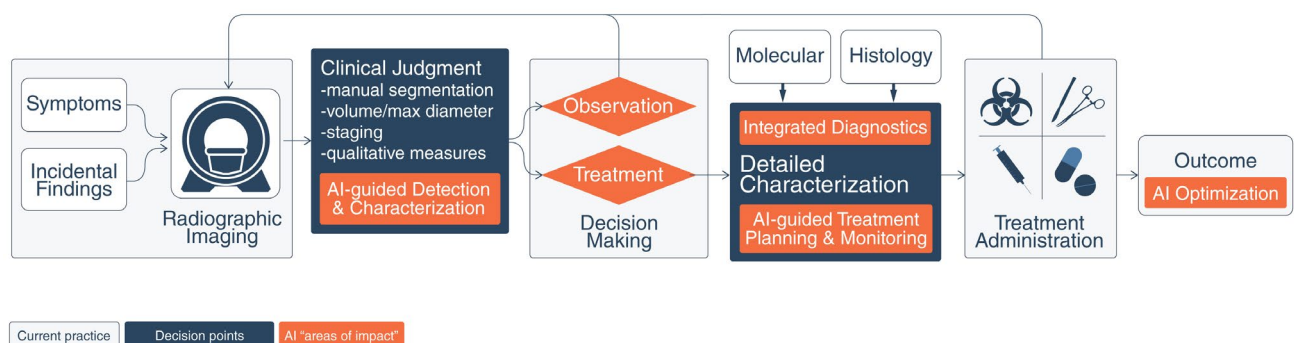 Symptoms
Incidental
Findings
Radiographic
Imaging
Clinical Judgment
-manual segmentation
-volume/max diameter
-staging
-qualitative measures
AI-guided Detection
& Characterization
Observation
Treatment
Decision
Making
Molecular
Histology
Integrated Diagnostics
Detailed
Characterization
AI-guided Treatment
Planning & Monitoring
Treatment
Administration
Outcome
AI Optimization
Current practice
Decision points
AI “areas of impact”